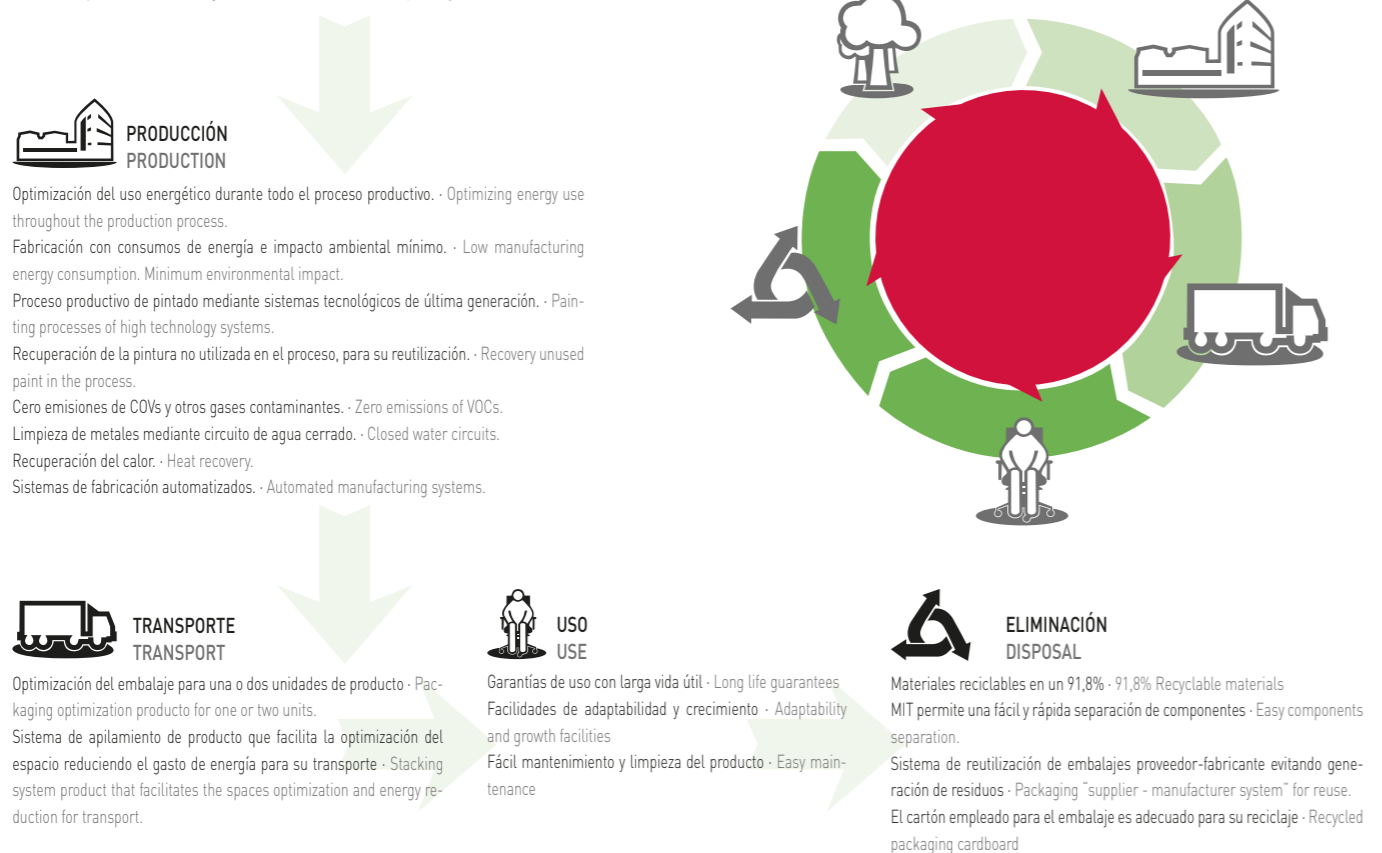 PRODUCCIÓN
PRODUCTION
Optimización del uso energético durante todo el proceso productivo. · Optimizing energy use
throughout the production process.
Fabricación con consumos de energía e impacto ambiental mínimo. · Low manufacturing
energy consumption. Minimum environmental impact.
Proceso productivo de pintado mediante sistemas tecnológicos de última generación. · Pain-
ting processes of high technology systems.
Recuperación de la pintura no utilizada en el proceso, para su reutilización. · Recovery unused
paint in the process.
Cero emisiones de COVs y otros gases contaminantes. · Zero emissions of VOCs.
Limpieza de metales mediante circuito de agua cerrado. · Closed water circuits.
Recuperación del calor. · Heat recovery.
Sistemas de fabricación automatizados. · Automated manufacturing systems.
TRANSPORTE
TRANSPORT
Optimización del embalaje para una o dos unidades de producto · Pac-
kaging optimization producto for one or two units.
Sistema de apilamiento de producto que facilita la optimización del
espacio reduciendo el gasto de energía para su transporte · Stacking
system product that facilitates the spaces optimization and energy re-
duction for transport.
USO
USE
Garantías de uso con larga vida útil · Long life guarantees
Facilidades de adaptabilidad y crecimiento · Adaptability
and growth facilities
Fácil mantenimiento y limpieza del producto · Easy main-
tenance
ELIMINACIÓN
DISPOSAL
Materiales reciclables en un 91,8% · 91,8% Recyclable materials
MIT permite una fácil y rápida separación de componentes · Easy components
separation.
Sistema de reutilización de embalajes proveedor-fabricante evitando gene-
ración de residuos · Packaging “supplier - manufacturer system” for reuse.
El cartón empleado para el embalaje es adecuado para su reciclaje · Recycled
packaging cardboard